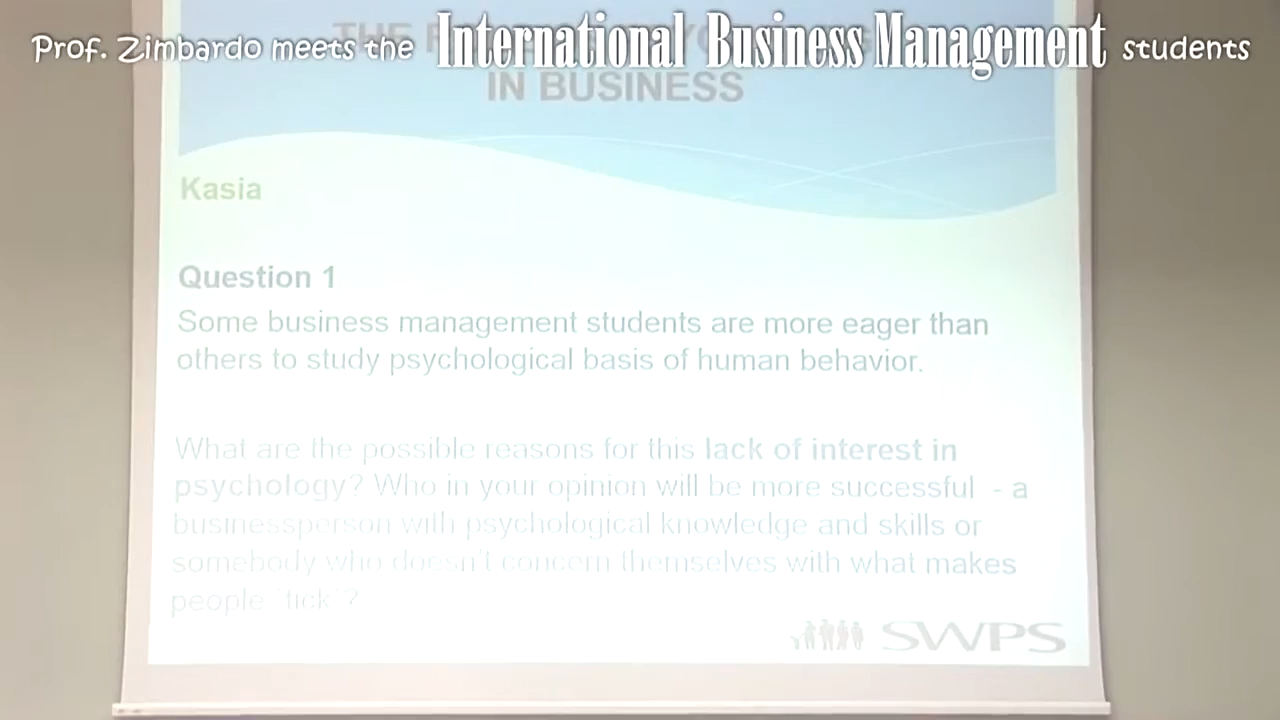 Prof. Zimbardo meets the International Business Management students
THE
IN BUSINESS
Kasia
Question 1
Some business management students are more eager than
others to study psychological basis of human behavior.
What are the possible reasons for this lack of interest in
psychology? Who in your opinion will be more successful - a
businessperson with psychological knowledge and skills or
somebody who doesn't concern themselves with what makes
people 'tick'?
SWPS